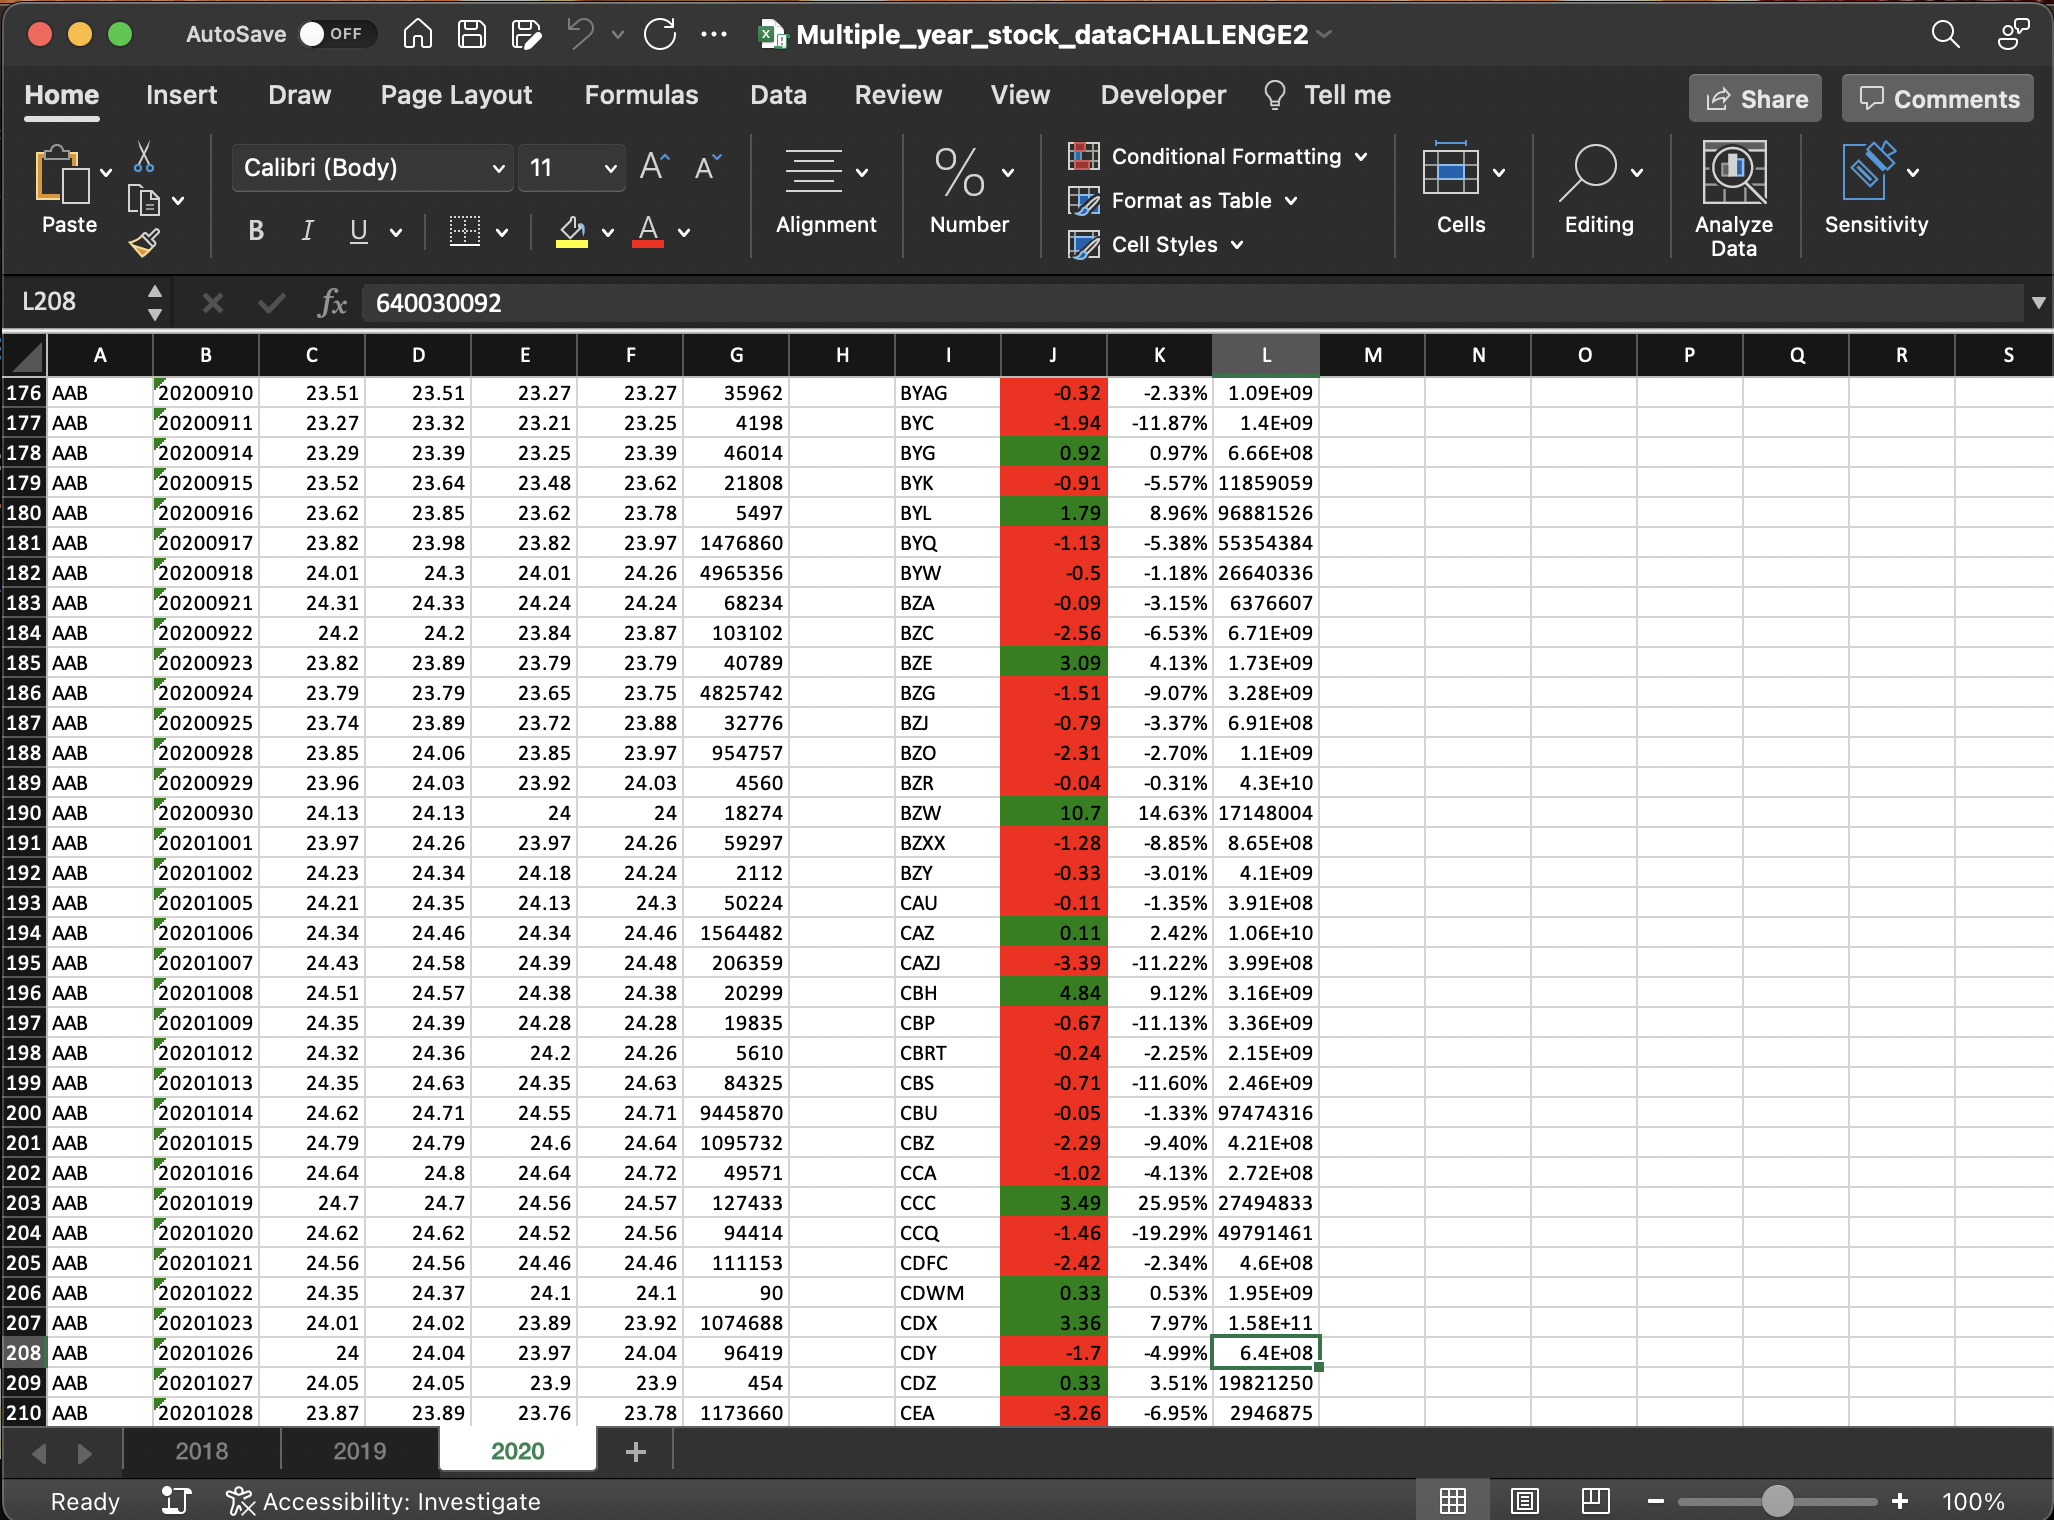 AutoSave OFF Multiple_year_stock_dataCHALLENGE2
Home Insert Draw Page Layout Formulas Data Review View Developer Tell me Share Comments
Paste Calibri (Body) 11 A A Alignment % Number Conditional Formatting Cells Editing Analyze Data Sensitivity
Format as Table
B I U A Cell Styles
L208 fx 640030092
A B C D E F G H I J K L M N O P Q R S
176 AAB 20200910 23.51 23.51 23.27 23.27 35962 BYAG -0.32 -2.33% 1.09E+09
177 AAB 20200911 23.27 23.32 23.21 23.25 4198 BYC -1.94 -11.87% 1.4E+09
178 AAB 20200914 23.29 23.39 23.25 23.39 46014 BYG 0.92 0.97% 6.66E+08
179 AAB 20200915 23.52 23.64 23.48 23.62 21808 BYK -0.91 -5.57% 11859059
180 AAB 20200916 23.62 23.85 23.62 23.78 5497 BYL 1.79 8.96% 96881526
181 AAB 20200917 23.82 23.98 23.82 23.97 1476860 BYQ -1.13 -5.38% 55354384
182 AAB 20200918 24.01 24.3 24.01 24.26 4965356 BYW -0.5 -1.18% 26640336
183 AAB 20200921 24.31 24.33 24.24 24.24 68234 BZA -0.09 -3.15% 6376607
184 AAB 20200922 24.2 24.2 23.84 23.87 103102 BZC -2.56 -6.53% 6.71E+09
185 AAB 20200923 23.82 23.89 23.79 23.79 40789 BZE 3.09 4.13% 1.73E+09
186 AAB 20200924 23.79 23.79 23.65 23.75 4825742 BZG -1.51 -9.07% 3.28E+09
187 AAB 20200925 23.74 23.89 23.72 23.88 32776 BZJ -0.79 -3.37% 6.91E+08
188 AAB 20200928 23.85 24.06 23.85 23.97 954757 BZO -2.31 -2.70% 1.1E+09
189 AAB 20200929 23.96 24.03 23.92 24.03 4560 BZR -0.04 -0.31% 4.3E+10
190 AAB 20200930 24.13 24.13 24 24 18274 BZW 10.7 14.63% 17148004
191 AAB 20201001 23.97 24.26 23.97 24.26 59297 BZXX -1.28 -8.85% 8.65E+08
192 AAB 20201002 24.23 24.34 24.18 24.24 2112 BZY -0.33 -3.01% 4.1E+09
193 AAB 20201005 24.21 24.35 24.13 24.3 50224 CAU -0.11 -1.35% 3.91E+08
194 AAB 20201006 24.34 24.46 24.34 24.46 1564482 CAZ 0.11 2.42% 1.06E+10
195 AAB 20201007 24.43 24.58 24.39 24.48 206359 CAZJ -3.39 -11.22% 3.99E+08
196 AAB 20201008 24.51 24.57 24.38 24.38 20299 CBH 4.84 9.12% 3.16E+09
197 AAB 20201009 24.35 24.39 24.28 24.28 19835 CBP -0.67 -11.13% 3.36E+09
198 AAB 20201012 24.32 24.36 24.2 24.26 5610 CBRT -0.24 -2.25% 2.15E+09
199 AAB 20201013 24.35 24.63 24.35 24.63 84325 CBS -0.71 -11.60% 2.46E+09
200 AAB 20201014 24.62 24.71 24.55 24.71 9445870 CBU -0.05 -1.33% 97474316
201 AAB 20201015 24.79 24.79 24.6 24.64 1095732 CBZ -2.29 -9.40% 4.21E+08
202 AAB 20201016 24.64 24.8 24.64 24.72 49571 CCA -1.02 -4.13% 2.72E+08
203 AAB 20201019 24.7 24.7 24.56 24.57 127433 CCC 3.49 25.95% 27494833
204 AAB 20201020 24.62 24.62 24.52 24.56 94414 CCQ -1.46 -19.29% 49791461
205 AAB 20201021 24.56 24.56 24.46 24.46 111153 CDFC -2.42 -2.34% 4.6E+08
206 AAB 20201022 24.35 24.37 24.1 24.1 90 CDWM 0.33 0.53% 1.95E+09
207 AAB 20201023 24.01 24.02 23.89 23.92 1074688 CDX 3.36 7.97% 1.58E+11
208 AAB 20201026 24 24.04 23.97 24.04 96419 CDY -1.7 -4.99% 6.4E+08
209 AAB 20201027 24.05 24.05 23.9 23.9 454 CDZ 0.33 3.51% 19821250
210 AAB 20201028 23.87 23.89 23.76 23.78 1173660 CEA -3.26 -6.95% 2946875
2018 2019 2020 +
Ready Accessibility: Investigate 100%